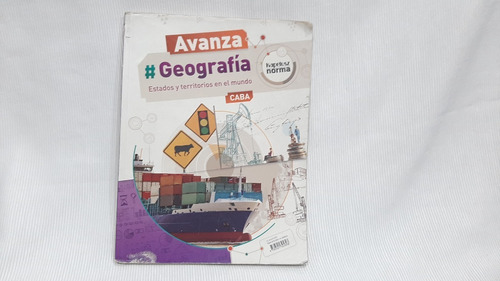 Avanza
#Geografía
Estados y territorios en el mundo
CABA
kapelusz
norma